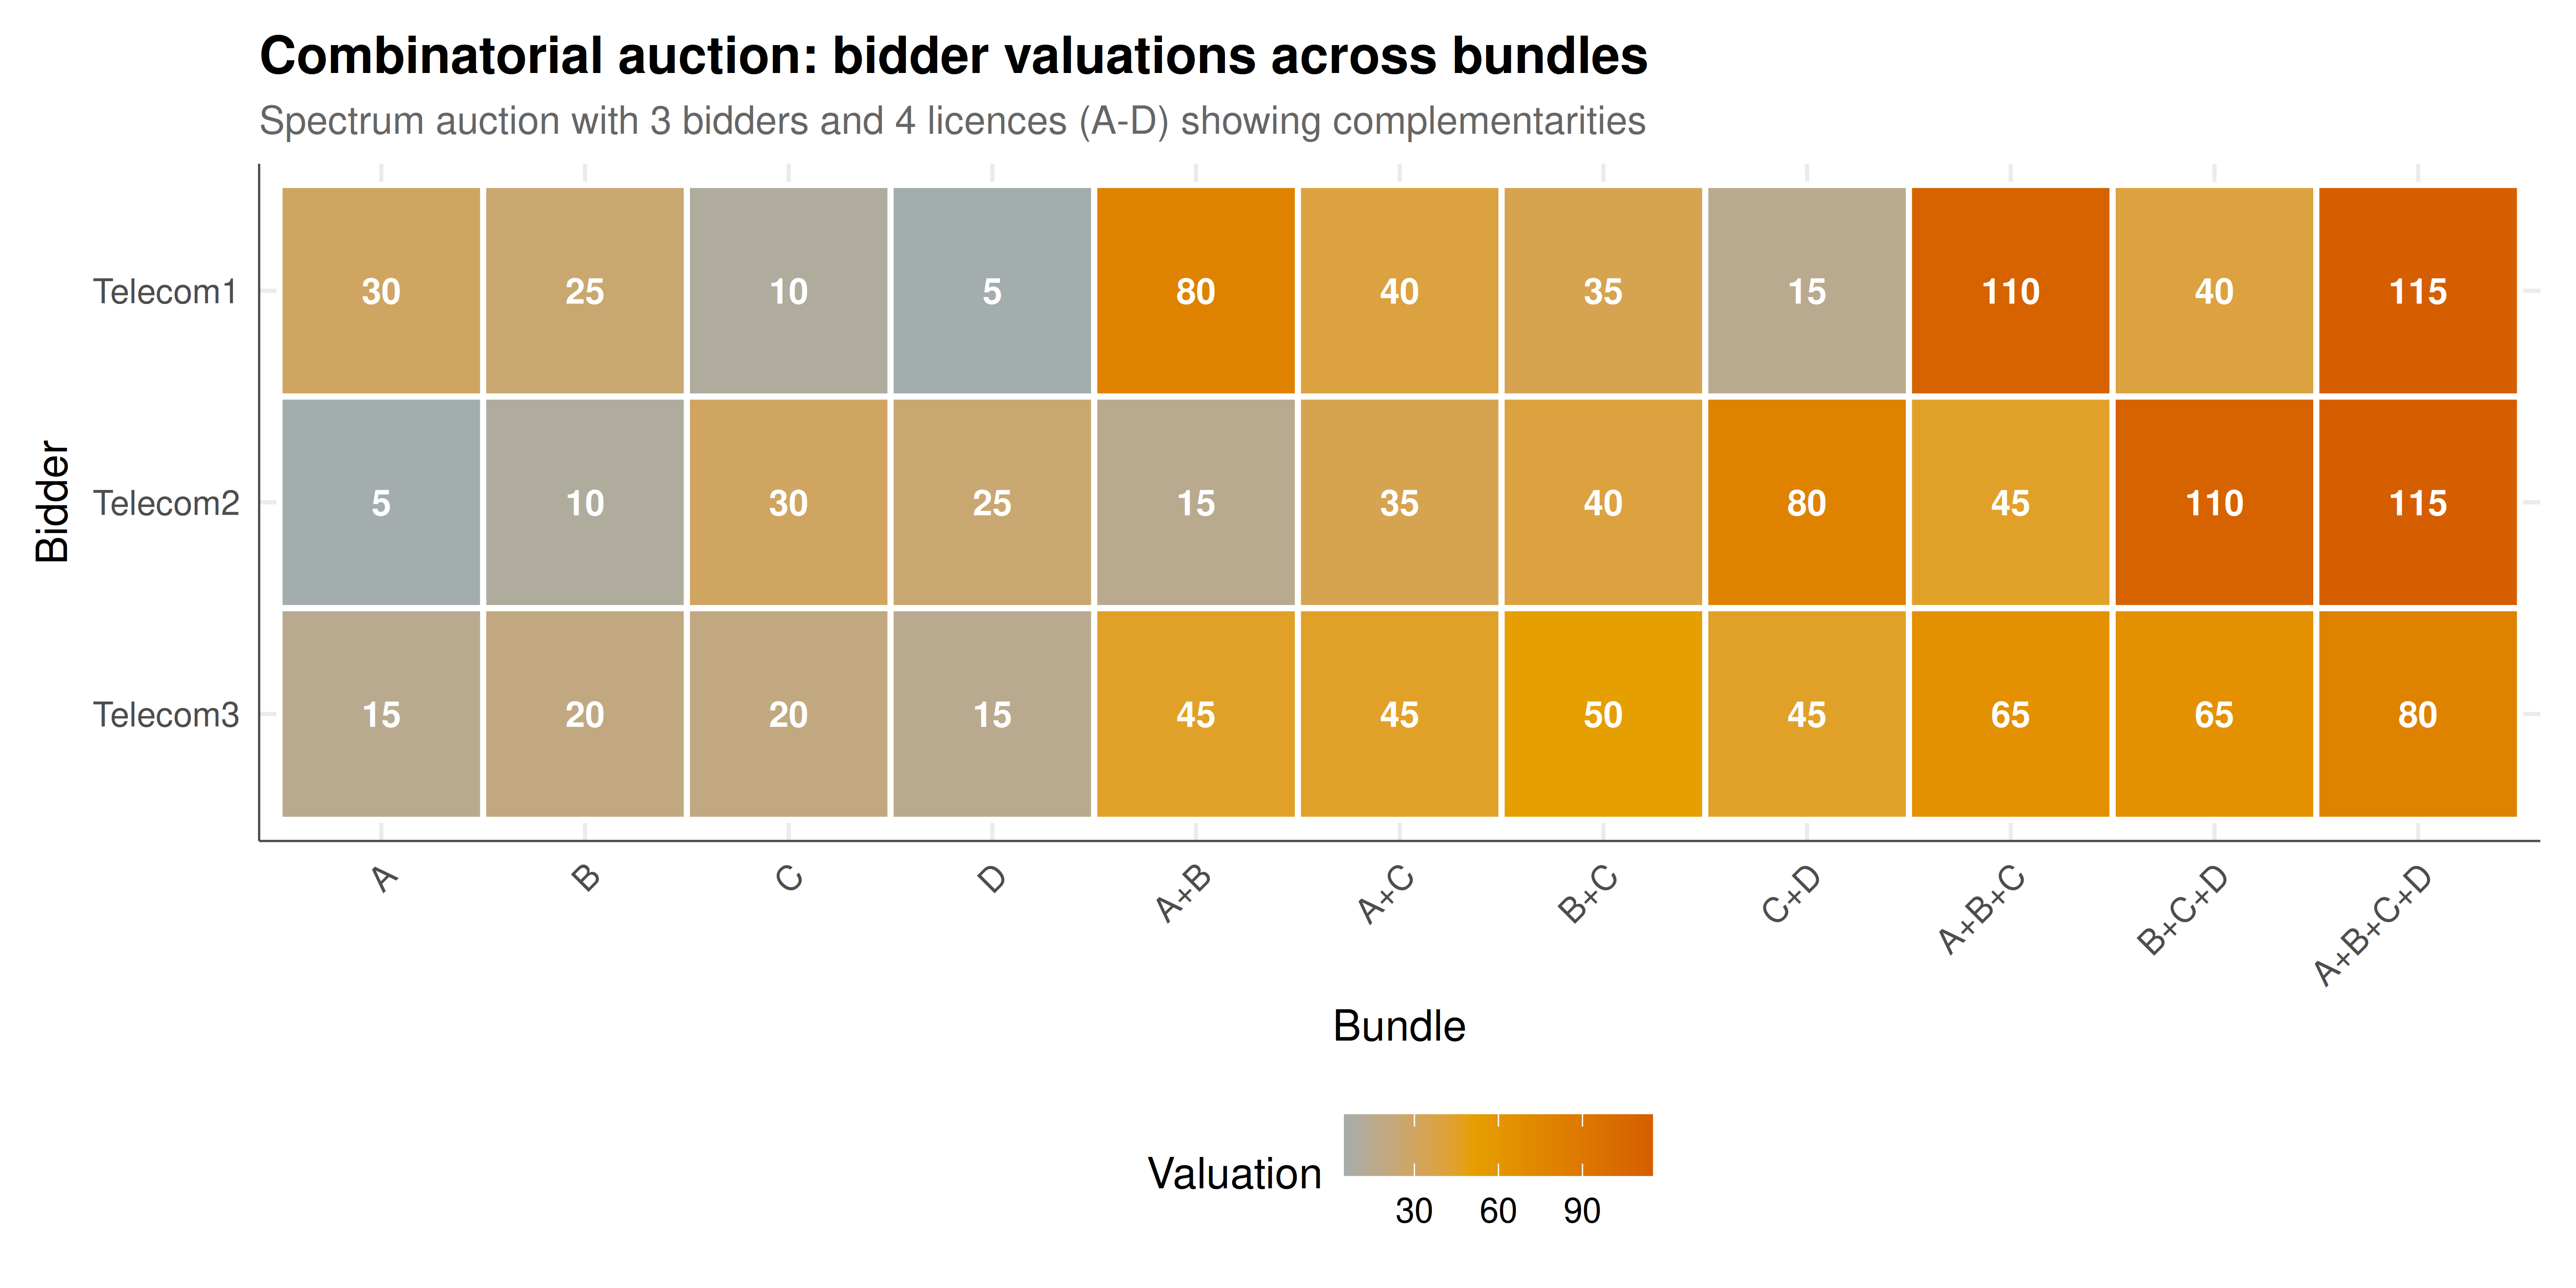 Combinatorial auction: bidder valuations across bundles
Spectrum auction with 3 bidders and 4 licences (A-D) showing complementarities
Bidder
Telecom1 30 25 10 5 80 40 35 15 110 40 115
Telecom2 5 10 30 25 15 35 40 80 45 110 115
Telecom3 15 20 20 15 45 45 50 45 65 65 80
A B C D A+B A+C B+C C+D A+B+C B+C+D A+B+C+D
Bundle
Valuation
30 60 90